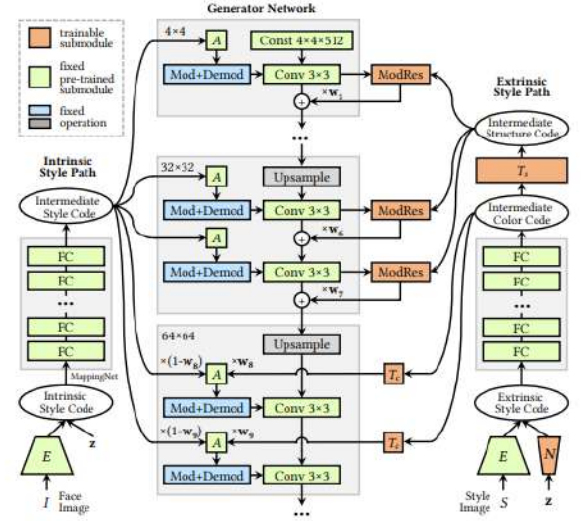 Generator Network
trainable
submodule
fixed
pre-trained
submodule
fixed
operation
4×4
A
Const 4×4×512
Mod+Demod
Conv 3×3
ModRes
×w₁
...
Extrinsic
Style Path
Intermediate
Structure Code
Tₛ
Intermediate
Color Code
Intrinsic
Style Path
Intermediate
Style Code
32×32
A
Upsample
Mod+Demod
Conv 3×3
ModRes
×w₆
A
Mod+Demod
Conv 3×3
ModRes
×w₇
FC
FC
...
FC
FC
MappingNet
Intrinsic
Style Code
E
z
I
Face
Image
64×64
Upsample
×(1-w₈)
A
×w₈
T꜀
Mod+Demod
Conv 3×3
×(1-w₉)
A
×w₉
T꜀
Mod+Demod
Conv 3×3
...
FC
FC
...
FC
FC
Extrinsic
Style Code
E
N
Style
Image
S
z